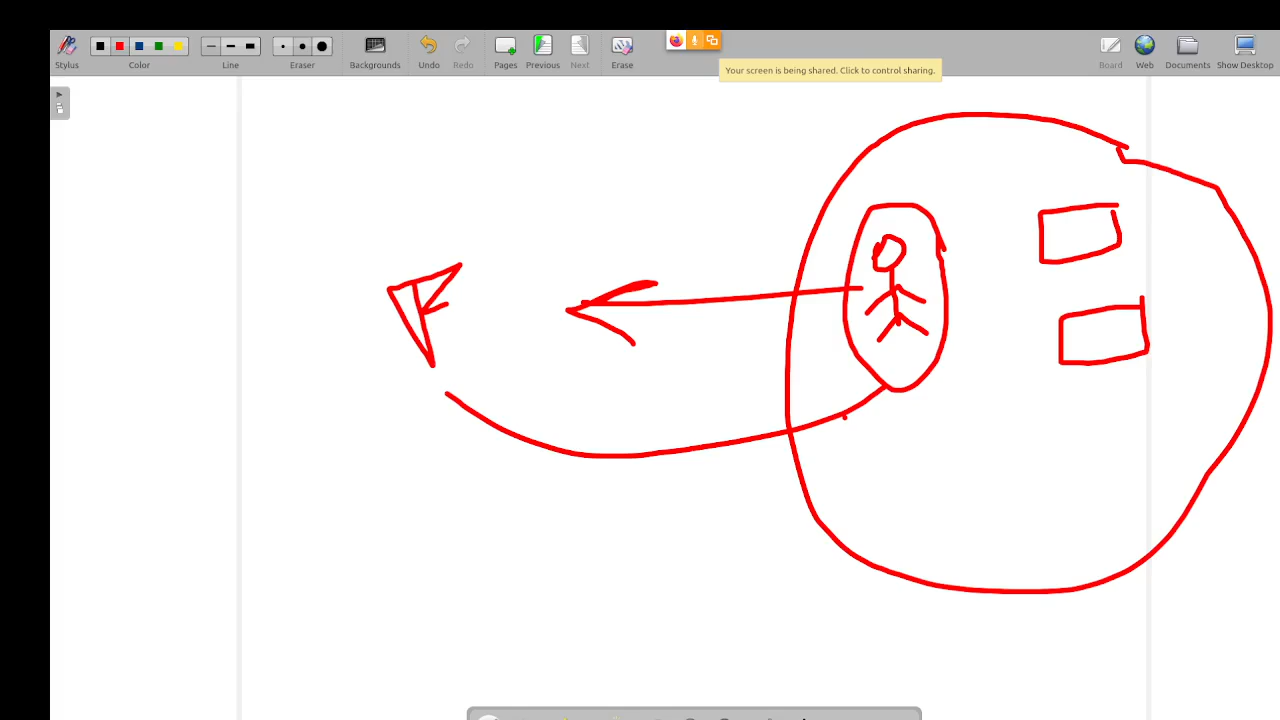 Stylus Color Line Eraser Backgrounds Undo Redo Pages Previous Next Erase Board Web Documents Show Desktop
Your screen is being shared. Click to control sharing.